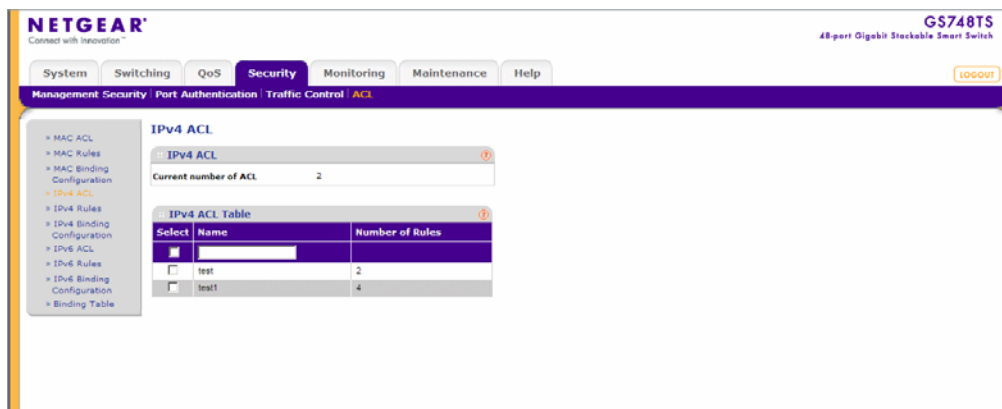 NETGEAR
Connect with Innovation™
GS748TS
48-port Gigabit Stackable Smart Switch
System Switching QoS Security Monitoring Maintenance Help
LOGOUT
Management Security Port Authentication Traffic Control ACL
» MAC ACL
» MAC Rules
» MAC Binding
Configuration
» IPv4 ACL
» IPv4 Rules
» IPv4 Binding
Configuration
» IPv6 ACL
» IPv6 Rules
» IPv6 Binding
Configuration
» Binding Table
IPv4 ACL
IPv4 ACL
Current number of ACL 2
IPv4 ACL Table
Select Name Number of Rules
test 2
test1 4